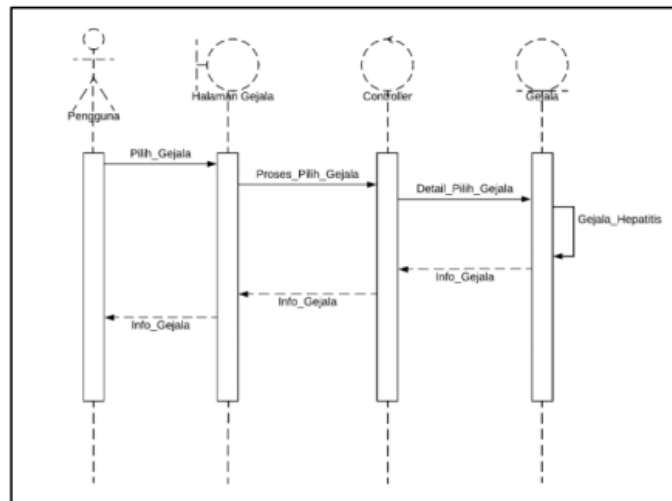 Pengguna
Halaman Gejala
Controller
Gejala
Pilih_Gejala
Proses_Pilih_Gejala
Detail_Pilih_Gejala
Gejala_Hepatitis
Info_Gejala
Info_Gejala
Info_Gejala